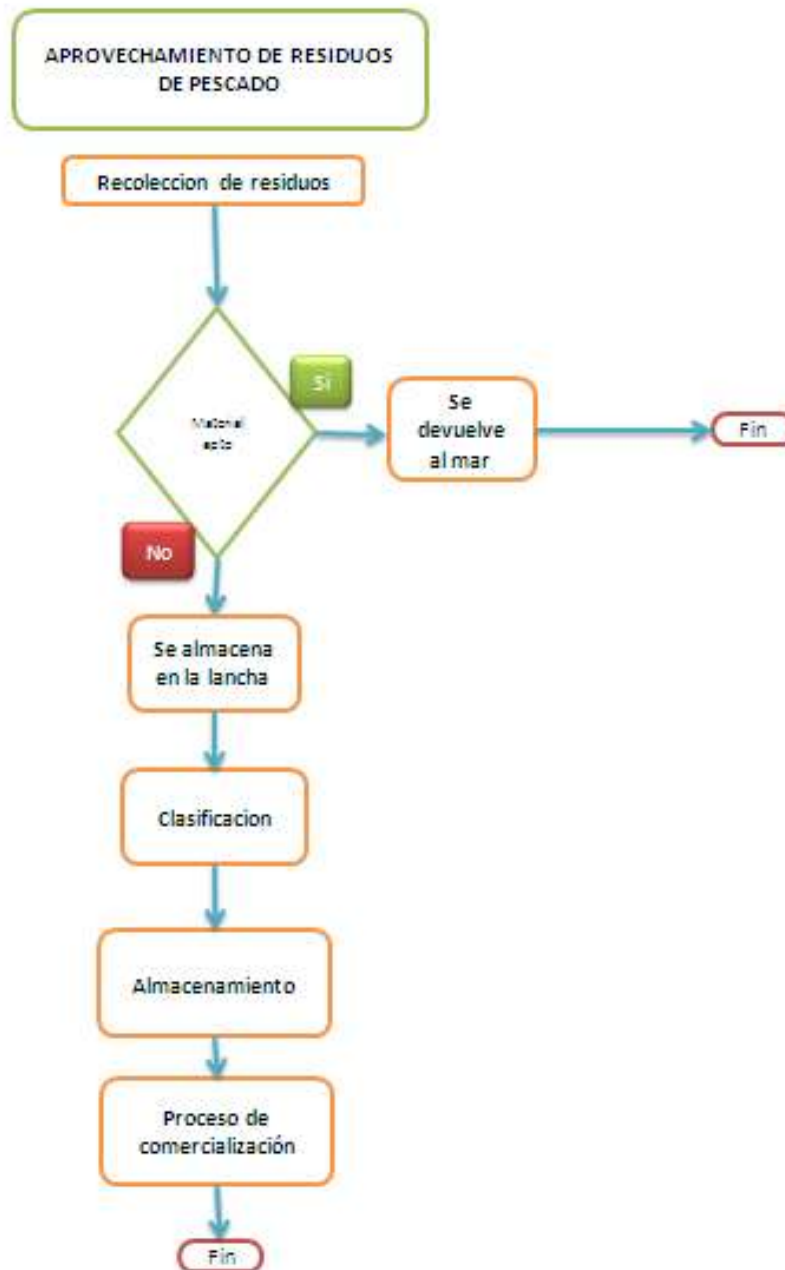 APROVECHAMIENTO DE RESIDUOS
DE PESCADO
Recoleccion de residuos
Si
Se
devuelve
al mar
Fin
Material
No
Se almacena
en la lancha
Clasificacion
Almacenamiento
Proceso de
comercialización
Fin